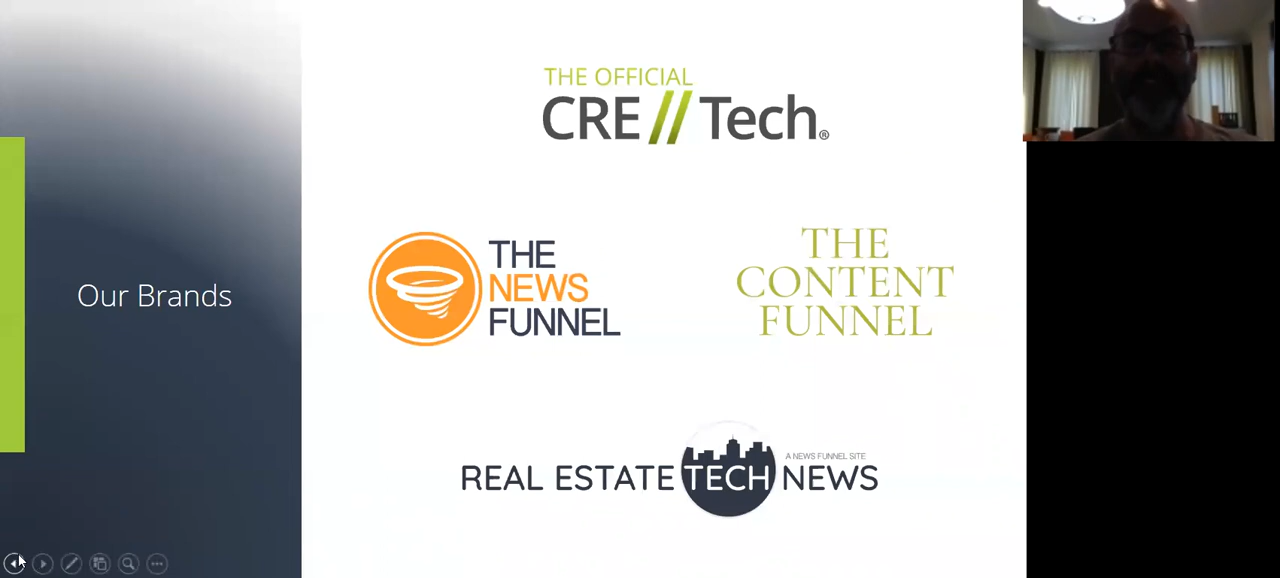 Our Brands
THE OFFICIAL
CRE//Tech®
THE
NEWS
FUNNEL
THE
CONTENT
FUNNEL
A NEWS FUNNEL SITE
REAL ESTATE TECH NEWS